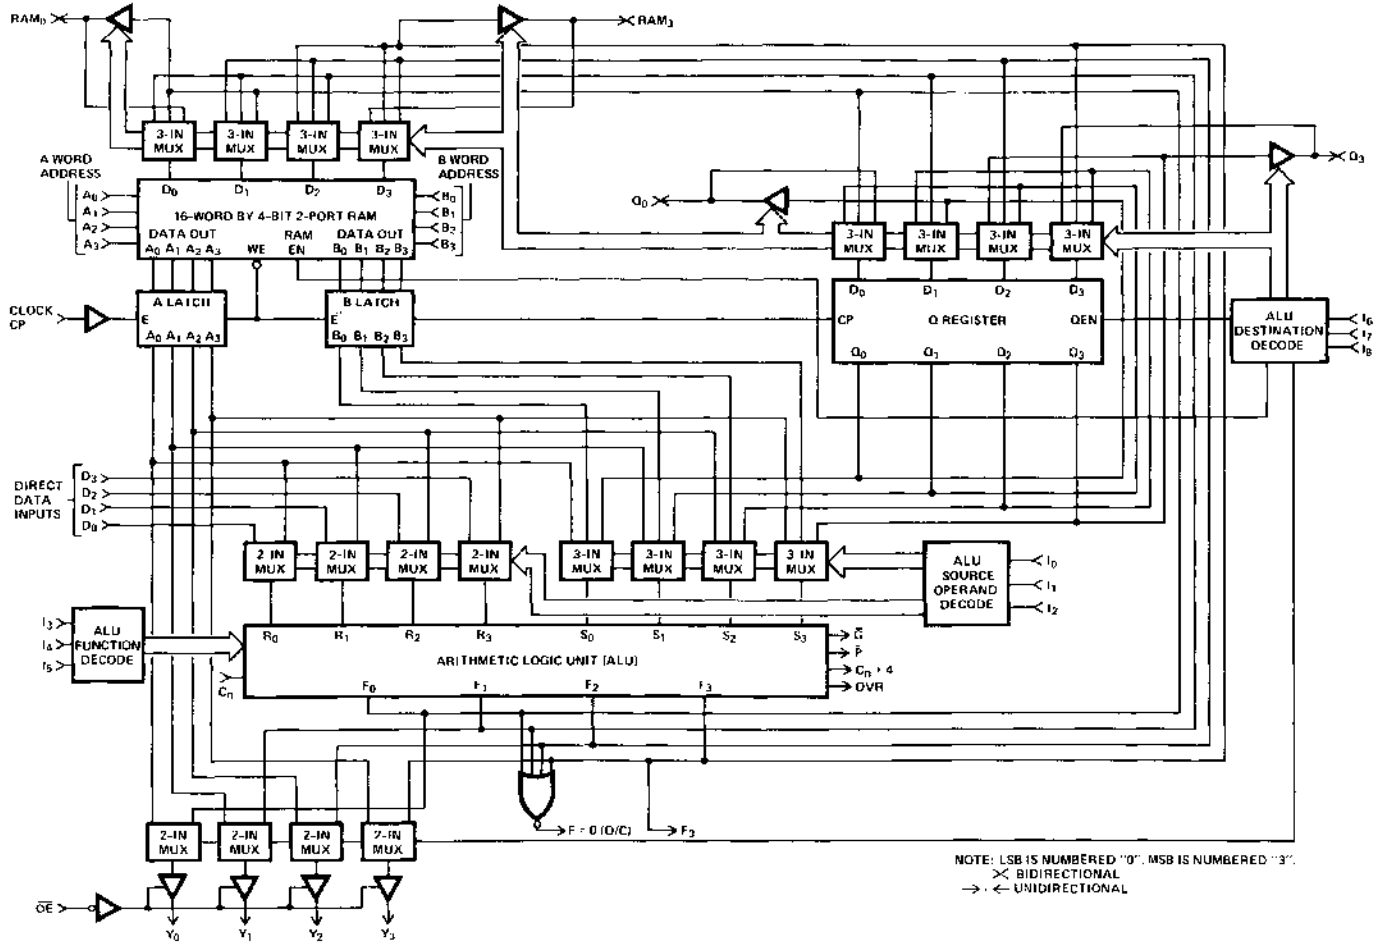 RAM0
RAM3
3-IN MUX
3-IN MUX
3-IN MUX
3-IN MUX
A WORD ADDRESS
B WORD ADDRESS
Q3
Q0
D0 D1 D2 D3
A0
A1
A2
A3
B0
B1
B2
B3
16-WORD BY 4-BIT 2-PORT RAM
DATA OUT
RAM EN
DATA OUT
A0 A1 A2 A3
WE
B0 B1 B2 B3
3-IN MUX
3-IN MUX
3-IN MUX
3-IN MUX
CLOCK CP
A LATCH
E
A0 A1 A2 A3
B LATCH
E
B0 B1 B2 B3
D0 D1 D2 D3
CP
Q REGISTER
QEN
Q0 Q1 Q2 Q3
ALU DESTINATION DECODE
I6
I7
I8
DIRECT DATA INPUTS
D3
D2
D1
D0
2-IN MUX
2-IN MUX
2-IN MUX
2-IN MUX
3-IN MUX
3-IN MUX
3-IN MUX
3-IN MUX
ALU SOURCE OPERAND DECODE
I0
I1
I2
I3
I4
I5
ALU FUNCTION DECODE
R0 R1 R2 R3 S0 S1 S2 S3
ARITHMETIC LOGIC UNIT (ALU)
G̅
P̅
Cn + 4
OVR
Cn
F0 F1 F2 F3
F = 0 (O/C)
F3
2-IN MUX
2-IN MUX
2-IN MUX
2-IN MUX
O̅E̅
Y0 Y1 Y2 Y3
NOTE: LSB IS NUMBERED "0". MSB IS NUMBERED "3".
BIDIRECTIONAL
UNIDIRECTIONAL